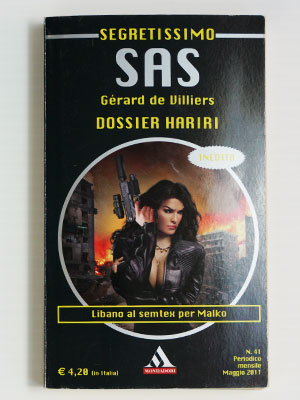 SEGRETISSIMO
SAS
Gérard de Villiers
DOSSIER HARIRI
INEDITO
Libano al semtex per Malko
N. 41
Periodico
mensile
Maggio 2011
€ 4,20 (in Italia)
MONDADORI